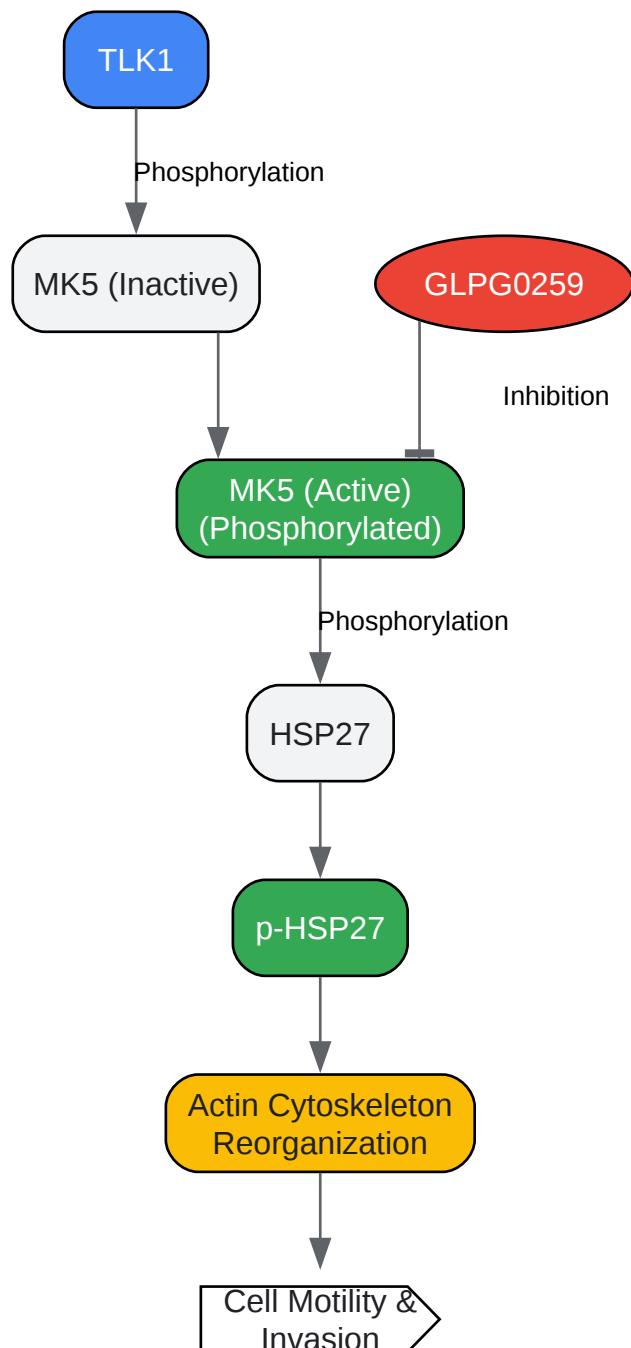 TLK1
Phosphorylation
MK5 (Inactive)
GLPG0259
Inhibition
MK5 (Active)
(Phosphorylated)
Phosphorylation
HSP27
p-HSP27
Actin Cytoskeleton
Reorganization
Cell Motility &
Invasion